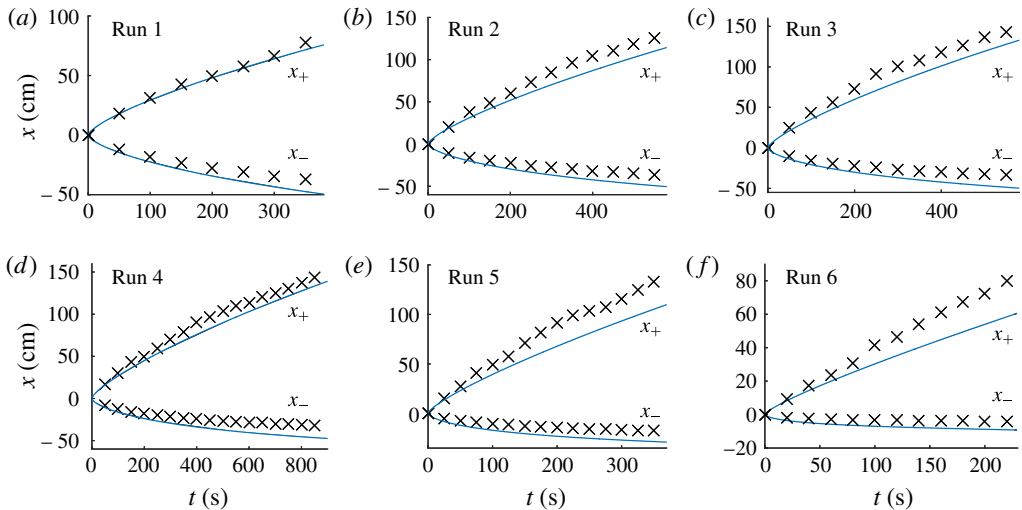 (a) Run 1
(b) Run 2
(c) Run 3
x (cm)
100
50
0
−50
x+
x−
0 100 200 300
150
100
50
0
−50
x+
x−
0 200 400
150
100
50
0
−50
x+
x−
0 200 400
(d) Run 4
(e) Run 5
(f) Run 6
x (cm)
150
100
50
0
−50
x+
x−
0 200 400 600 800
t (s)
150
100
50
0
x+
x−
0 100 200 300
t (s)
80
60
40
20
0
−20
x+
x−
0 50 100 150 200
t (s)